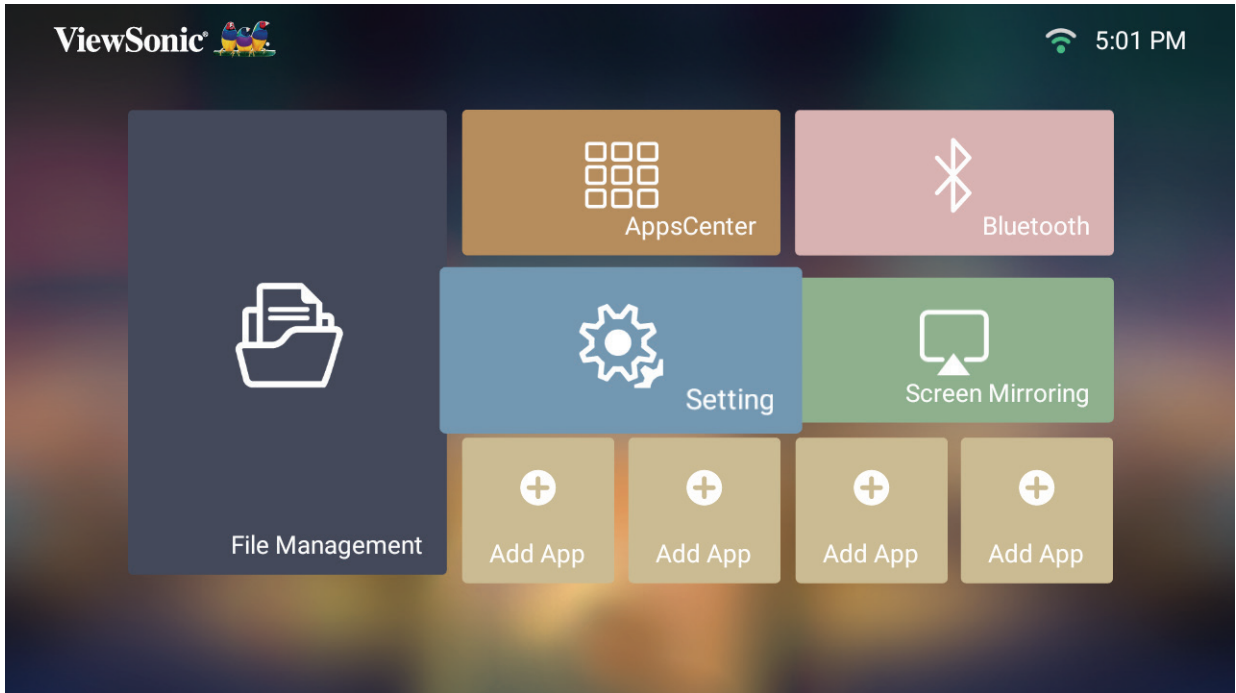 ViewSonic®
5:01 PM
AppsCenter
Bluetooth
Setting
Screen Mirroring
File Management
Add App
Add App
Add App
Add App